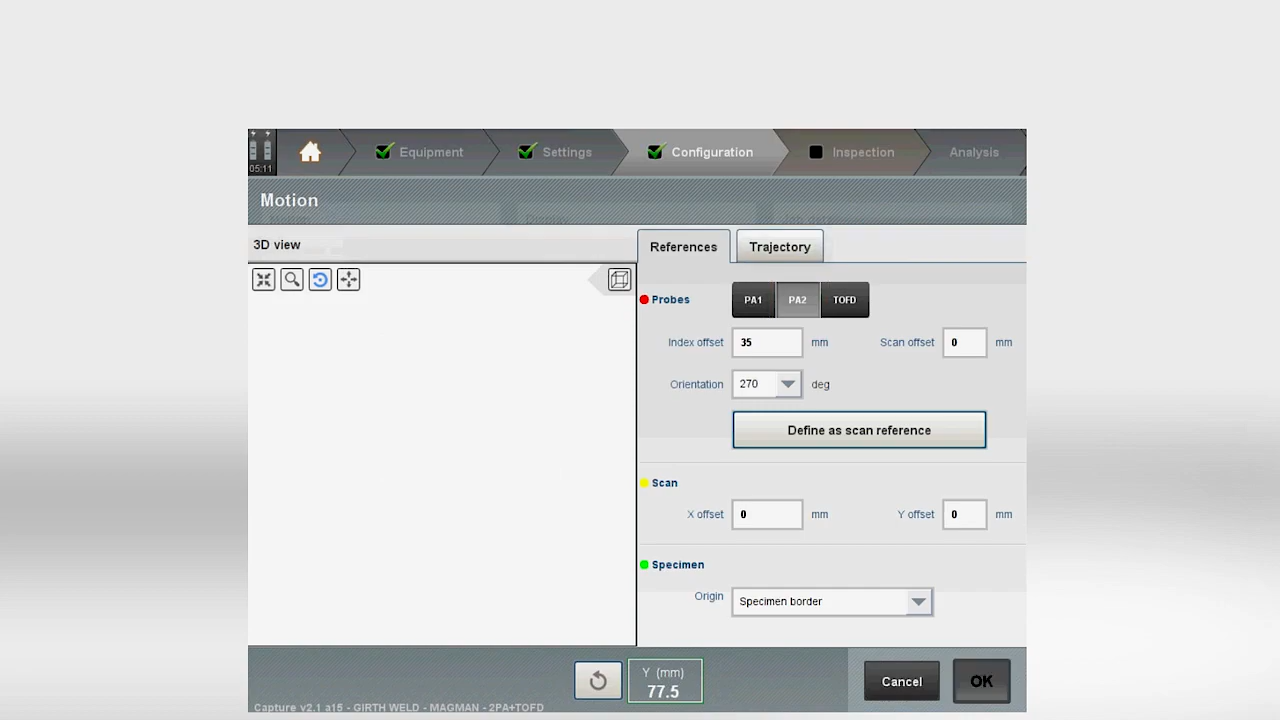 05:11
Equipment
Settings
Configuration
Inspection
Analysis
Motion
Motion
Display
3D view
References
Trajectory
Probes
PA1
PA2
TOFD
Index offset
35
mm
Scan offset
0
mm
Orientation
270
deg
Define as scan reference
Scan
X offset
0
mm
Y offset
0
mm
Specimen
Origin
Specimen border
Y (mm)
77.5
Cancel
OK
Capture v2.1 a15 - GIRTH WELD - MAGMAN - 2PA+TOFD